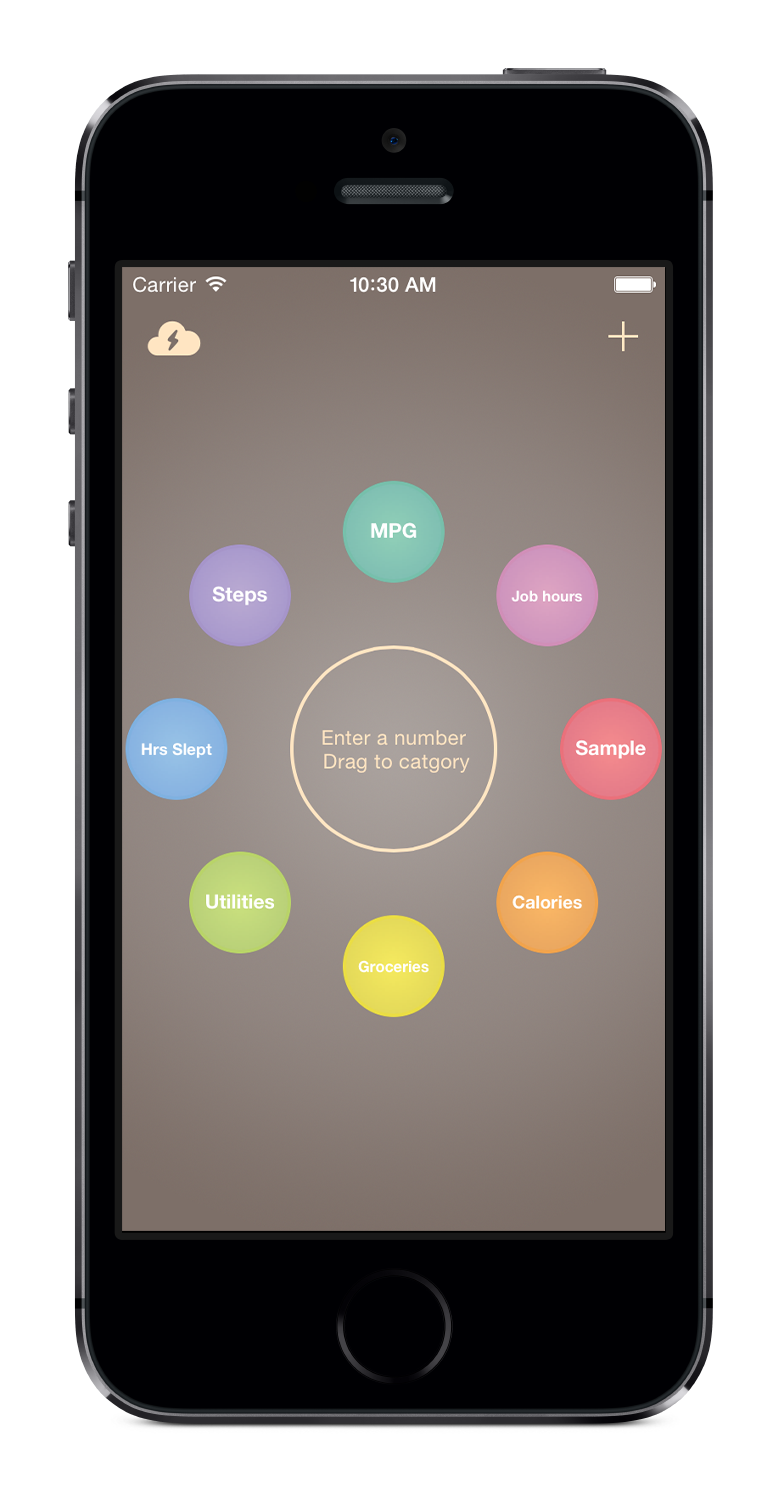 Carrier 10:30 AM
MPG
Steps
Job hours
Hrs Slept
Enter a number
Drag to catgory
Sample
Utilities
Calories
Groceries